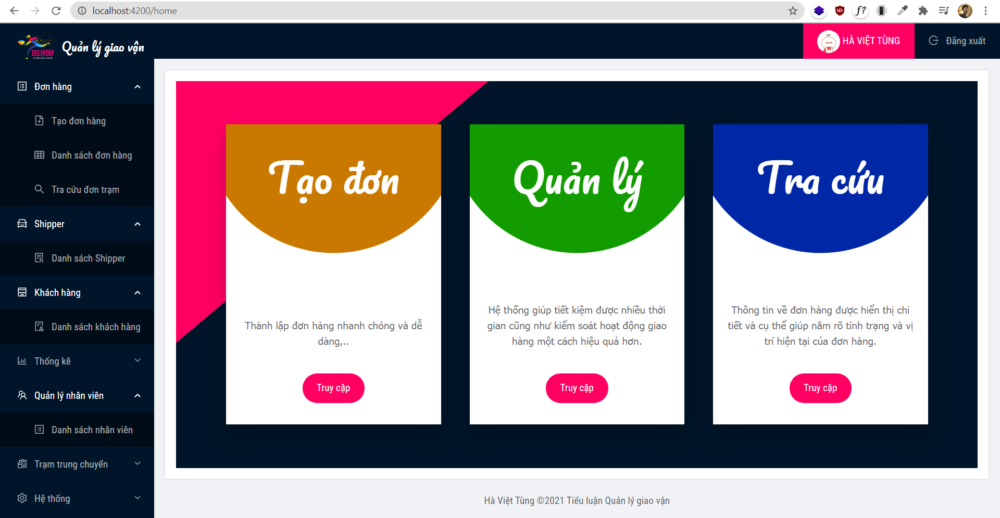 localhost:4200/home
f?
DELIVERY
Quản lý giao vận
HÀ VIỆT TÙNG
Đăng xuất
Đơn hàng
Tạo đơn hàng
Danh sách đơn hàng
Tra cứu đơn trạm
Shipper
Danh sách Shipper
Khách hàng
Danh sách khách hàng
Thống kê
Quản lý nhân viên
Danh sách nhân viên
Trạm trung chuyển
Hệ thống
Tạo đơn
Thành lập đơn hàng nhanh chóng và dễ
dàng,..
Truy cập
Quản lý
Hệ thống giúp tiết kiệm được nhiều thời
gian cũng như kiểm soát hoạt động giao
hàng một cách hiệu quả hơn.
Truy cập
Tra cứu
Thông tin về đơn hàng được hiển thị chi
tiết và cụ thể giúp nắm rõ tình trạng và vị
trí hiện tại của đơn hàng.
Truy cập
Hà Việt Tùng ©2021 Tiểu luận Quản lý giao vận